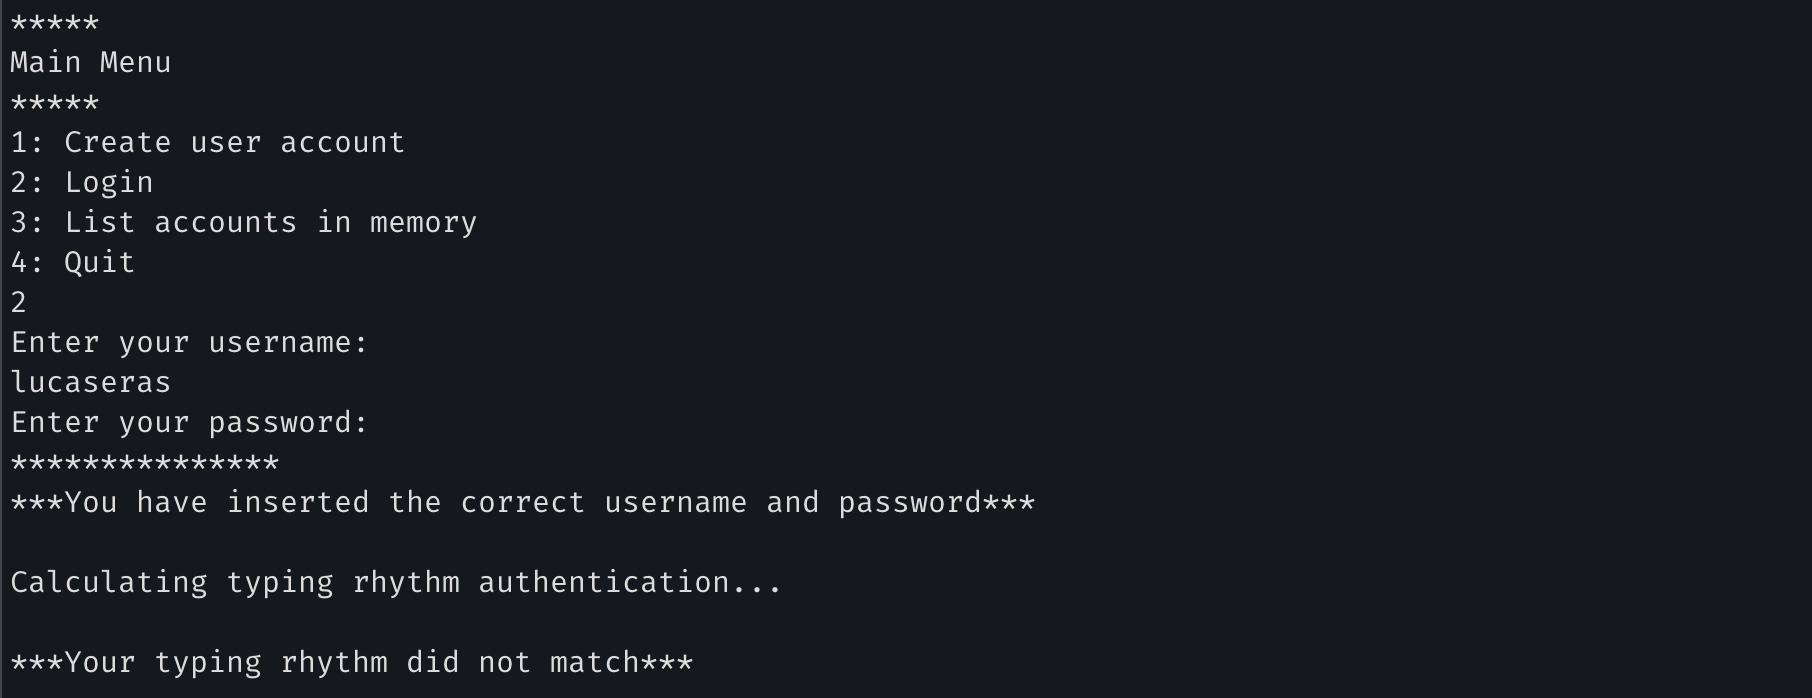 *****
Main Menu
*****
1: Create user account
2: Login
3: List accounts in memory
4: Quit
2
Enter your username:
lucaseras
Enter your password:
***************
***You have inserted the correct username and password***
Calculating typing rhythm authentication...
***Your typing rhythm did not match***